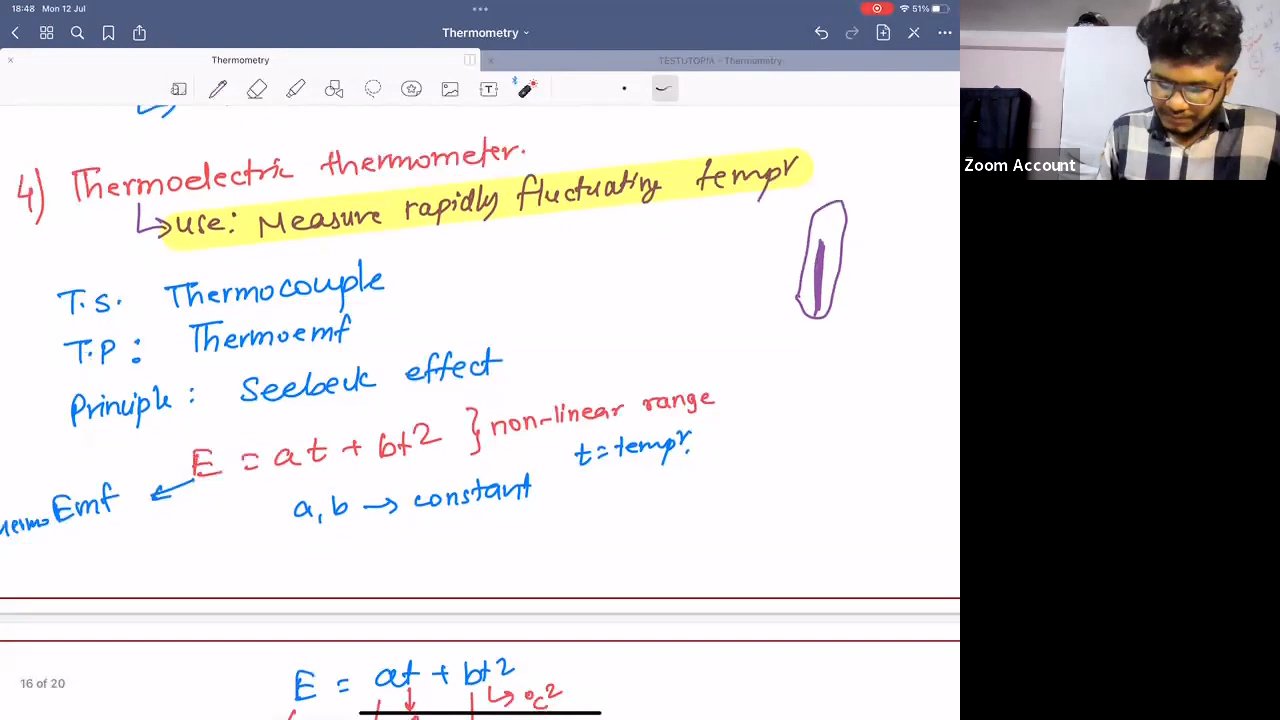 18:48 Mon 12 Jul
51%
Thermometry
Thermometry
TESTUTOPIA - Thermometry
Zoom Account
4) Thermoelectric thermometer.
use: Measure rapidly fluctuating tempr
T.S. Thermocouple
T.P: Thermoemf
Principle: Seebeck effect
E = at + bt2 } non-linear range
t = tempr.
Emf
a, b → constant
16 of 20
E = at + bt2
°c2